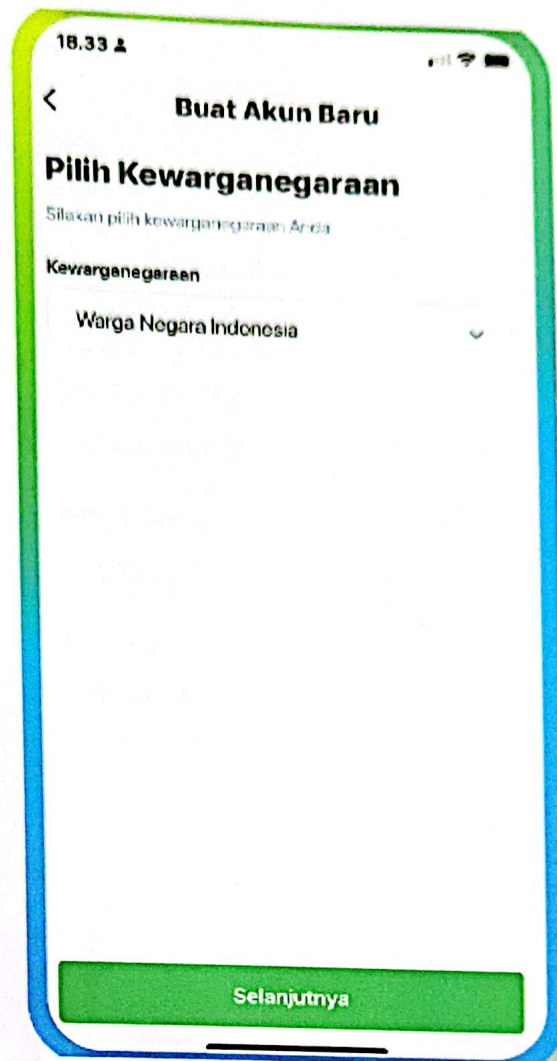 18.33
Buat Akun Baru
Pilih Kewarganegaraan
Silakan pilih kewarganegaraan Anda
Kewarganegaraan
Warga Negara Indonesia
Selanjutnya